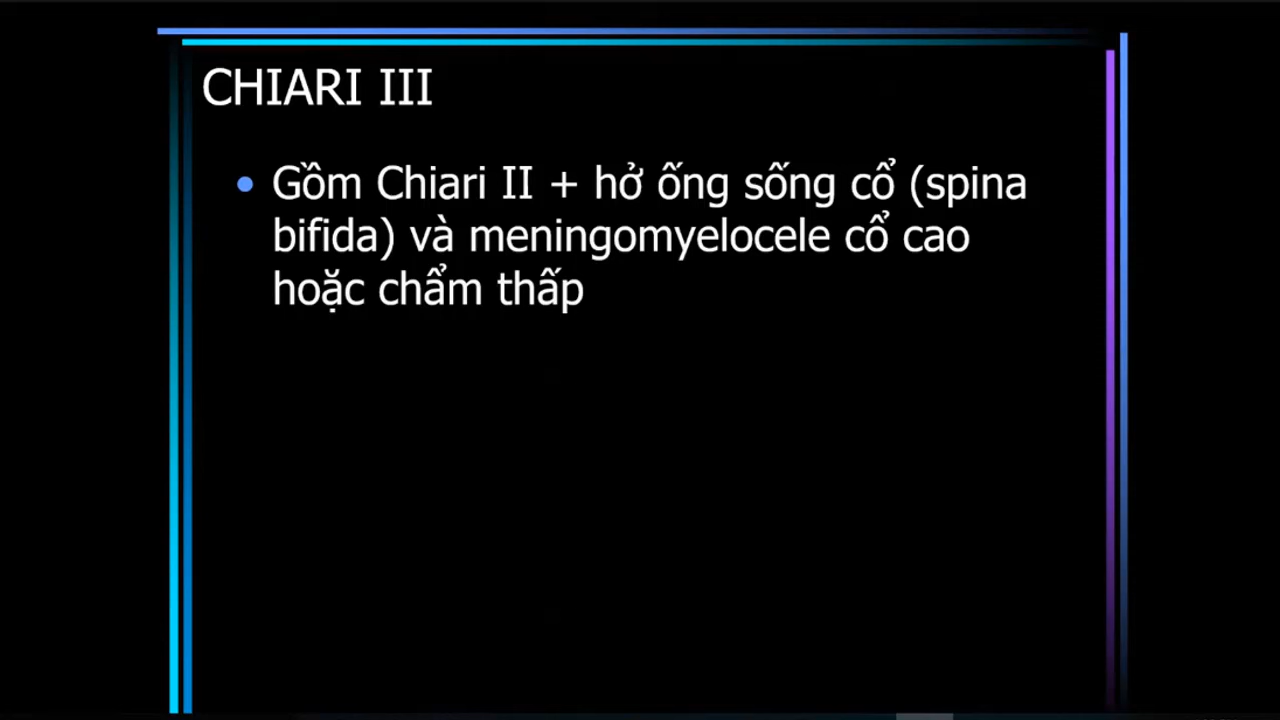 CHIARI III
• Gồm Chiari II + hở ống sống cổ (spina
bifida) và meningomyelocele cổ cao
hoặc chẩm thấp